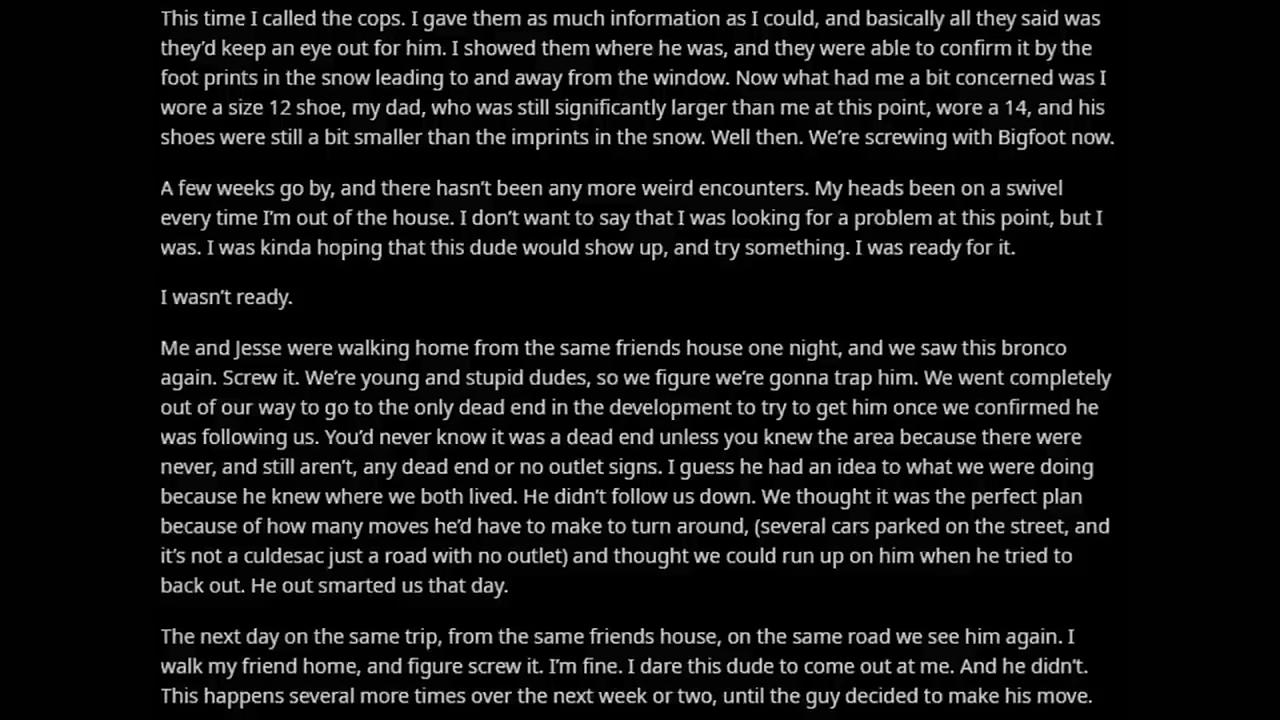 This time I called the cops. I gave them as much information as I could, and basically all they said was
they'd keep an eye out for him. I showed them where he was, and they were able to confirm it by the
foot prints in the snow leading to and away from the window. Now what had me a bit concerned was I
wore a size 12 shoe, my dad, who was still significantly larger than me at this point, wore a 14, and his
shoes were still a bit smaller than the imprints in the snow. Well then. We're screwing with Bigfoot now.
A few weeks go by, and there hasn't been any more weird encounters. My heads been on a swivel
every time I'm out of the house. I don't want to say that I was looking for a problem at this point, but I
was. I was kinda hoping that this dude would show up, and try something. I was ready for it.
I wasn't ready.
Me and Jesse were walking home from the same friends house one night, and we saw this bronco
again. Screw it. We're young and stupid dudes, so we figure we're gonna trap him. We went completely
out of our way to go to the only dead end in the development to try to get him once we confirmed he
was following us. You'd never know it was a dead end unless you knew the area because there were
never, and still aren't, any dead end or no outlet signs. I guess he had an idea to what we were doing
because he knew where we both lived. He didn't follow us down. We thought it was the perfect plan
because of how many moves he'd have to make to turn around, (several cars parked on the street, and
it's not a culdesac just a road with no outlet) and thought we could run up on him when he tried to
back out. He out smarted us that day.
The next day on the same trip, from the same friends house, on the same road we see him again. I
walk my friend home, and figure screw it. I'm fine. I dare this dude to come out at me. And he didn't.
This happens several more times over the next week or two, until the guy decided to make his move.